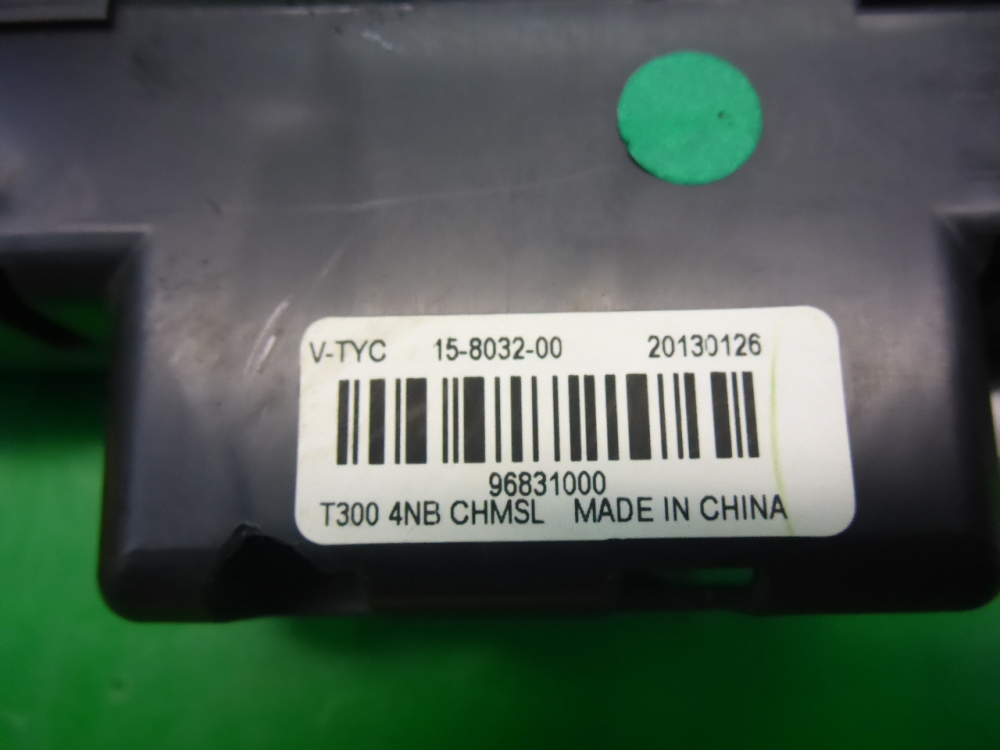 V-TYC 15-8032-00 20130126
96831000
T300 4NB CHMSL MADE IN CHINA